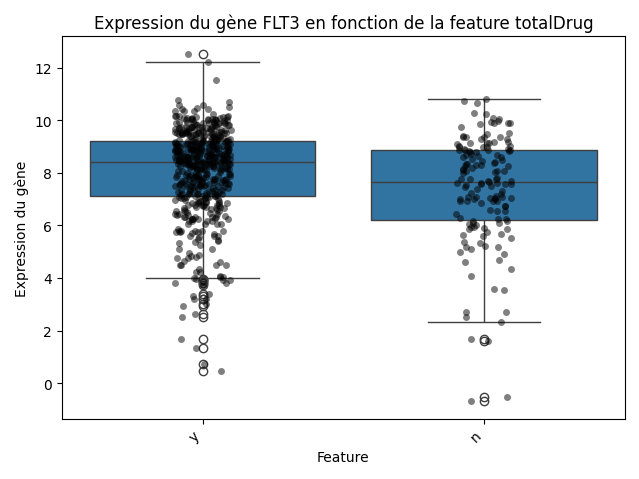 Expression du gène FLT3 en fonction de la feature totalDrug
Expression du gène
12
10
8
6
4
2
0
y
n
Feature